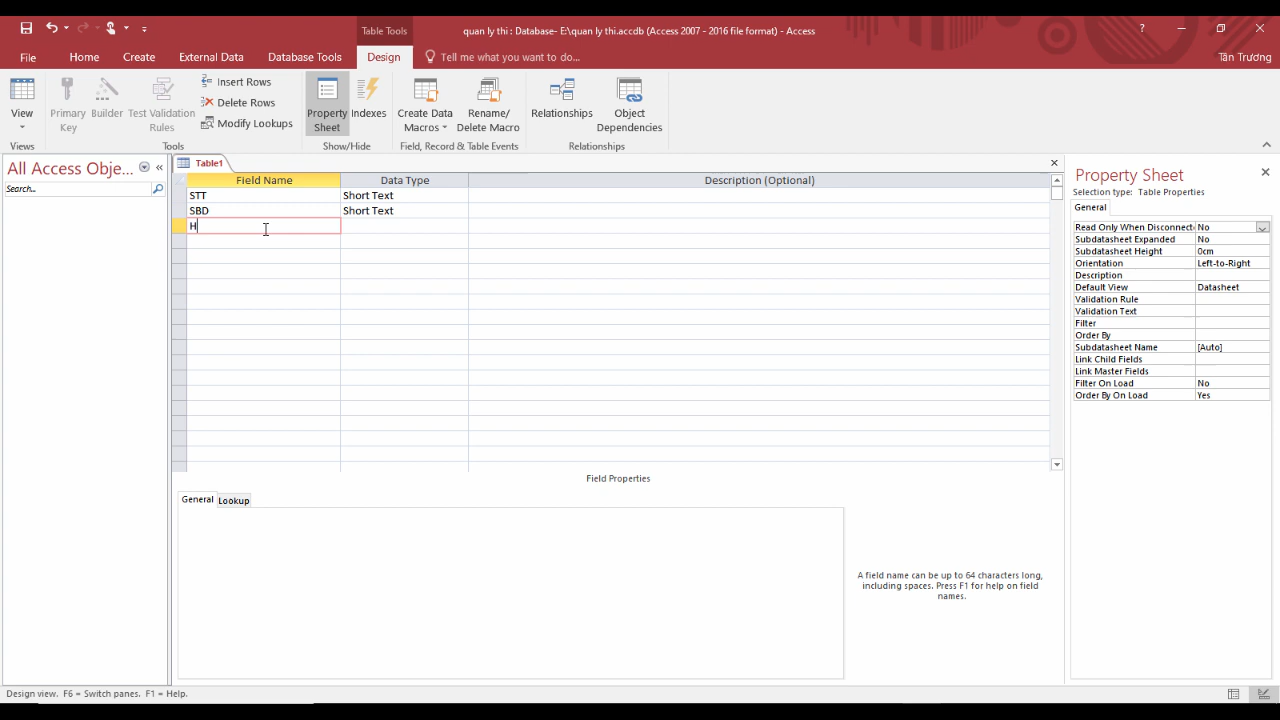 Table Tools
quan ly thi : Database- E:\quan ly thi.accdb (Access 2007 - 2016 file format) - Access
?
File
Home
Create
External Data
Database Tools
Design
Tell me what you want to do...
Tân Trương
View
Primary Key
Builder
Test Validation Rules
Insert Rows
Delete Rows
Modify Lookups
Property Sheet
Indexes
Create Data Macros
Rename/ Delete Macro
Relationships
Object Dependencies
Views
Tools
Show/Hide
Field, Record & Table Events
Relationships
All Access Obje...
Search...
Table1
Field Name Data Type Description (Optional)
STT Short Text
SBD Short Text
H
Field Properties
General Lookup
A field name can be up to 64 characters long,
including spaces. Press F1 for help on field
names.
Property Sheet
Selection type: Table Properties
General
Read Only When Disconnect No
Subdatasheet Expanded No
Subdatasheet Height 0cm
Orientation Left-to-Right
Description
Default View Datasheet
Validation Rule
Validation Text
Filter
Order By
Subdatasheet Name [Auto]
Link Child Fields
Link Master Fields
Filter On Load No
Order By On Load Yes
Design view. F6 = Switch panes. F1 = Help.